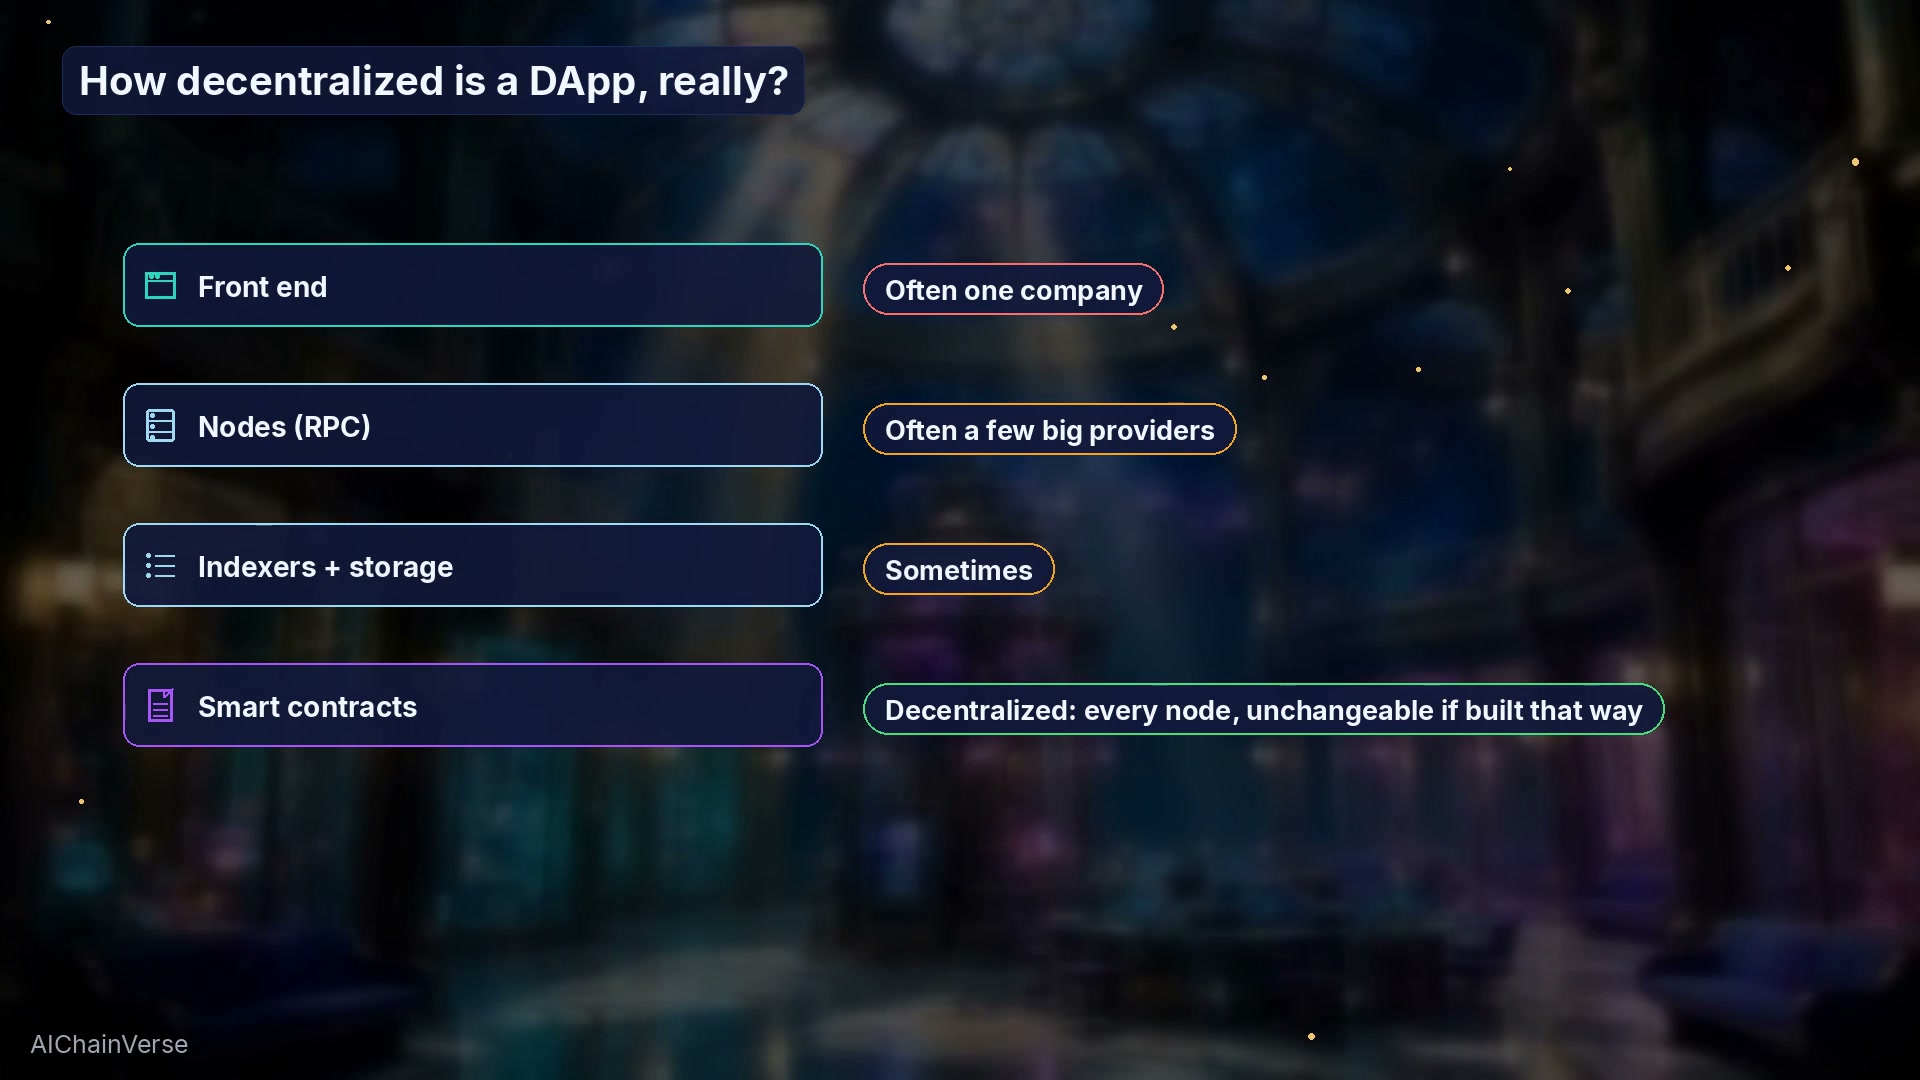 How decentralized is a DApp, really?
Front end
Often one company
Nodes (RPC)
Often a few big providers
Indexers + storage
Sometimes
Smart contracts
Decentralized: every node, unchangeable if built that way
AIChainVerse